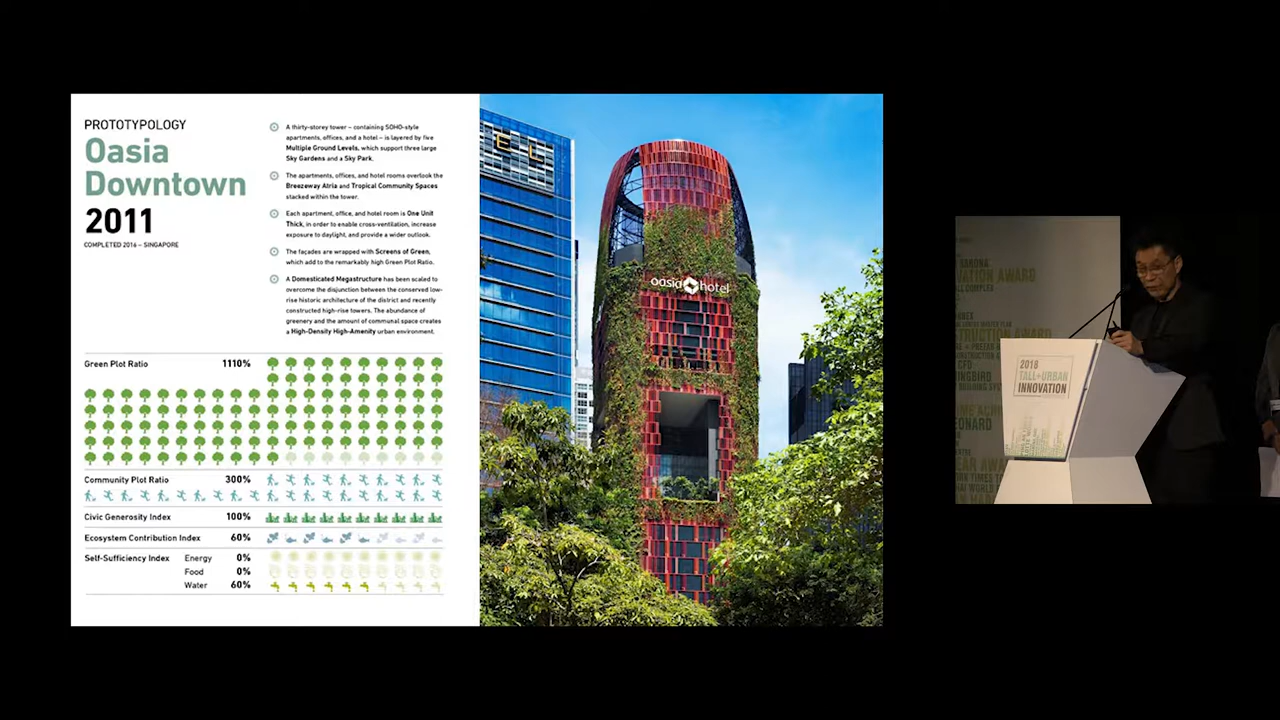 PROTOTYPOLOGY
Oasia
Downtown
2011
COMPLETED 2016 – SINGAPORE
A thirty-storey tower – containing SOHO-style
apartments, offices, and a hotel – is layered by five
Multiple Ground Levels, which support three large
Sky Gardens and a Sky Park.
The apartments, offices, and hotel rooms overlook the
Breezeway Atria and Tropical Community Spaces
stacked within the tower.
Each apartment, office, and hotel room is One Unit
Thick, in order to enable cross-ventilation, increase
exposure to daylight, and provide a wider outlook.
The façades are wrapped with Screens of Green,
which add to the remarkably high Green Plot Ratio.
A Domesticated Megastructure has been scaled to
overcome the disjunction between the conserved low-
rise historic architecture of the district and recently
constructed high-rise towers. The abundance of
greenery and the amount of communal space creates
a High-Density High-Amenity urban environment.
Green Plot Ratio 1110%
Community Plot Ratio 300%
Civic Generosity Index 100%
Ecosystem Contribution Index 60%
Self-Sufficiency Index Energy 0%
Food 0%
Water 60%
oasia hotel
2018
TALL+URBAN
INNOVATION